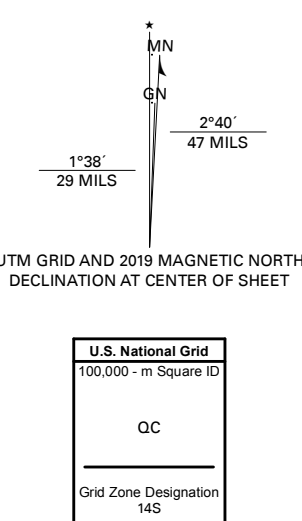 ★
MN
GN
2°40´
47 MILS
1°38´
29 MILS
UTM GRID AND 2019 MAGNETIC NORTH
DECLINATION AT CENTER OF SHEET
U.S. National Grid
100,000 - m Square ID
QC
Grid Zone Designation
14S